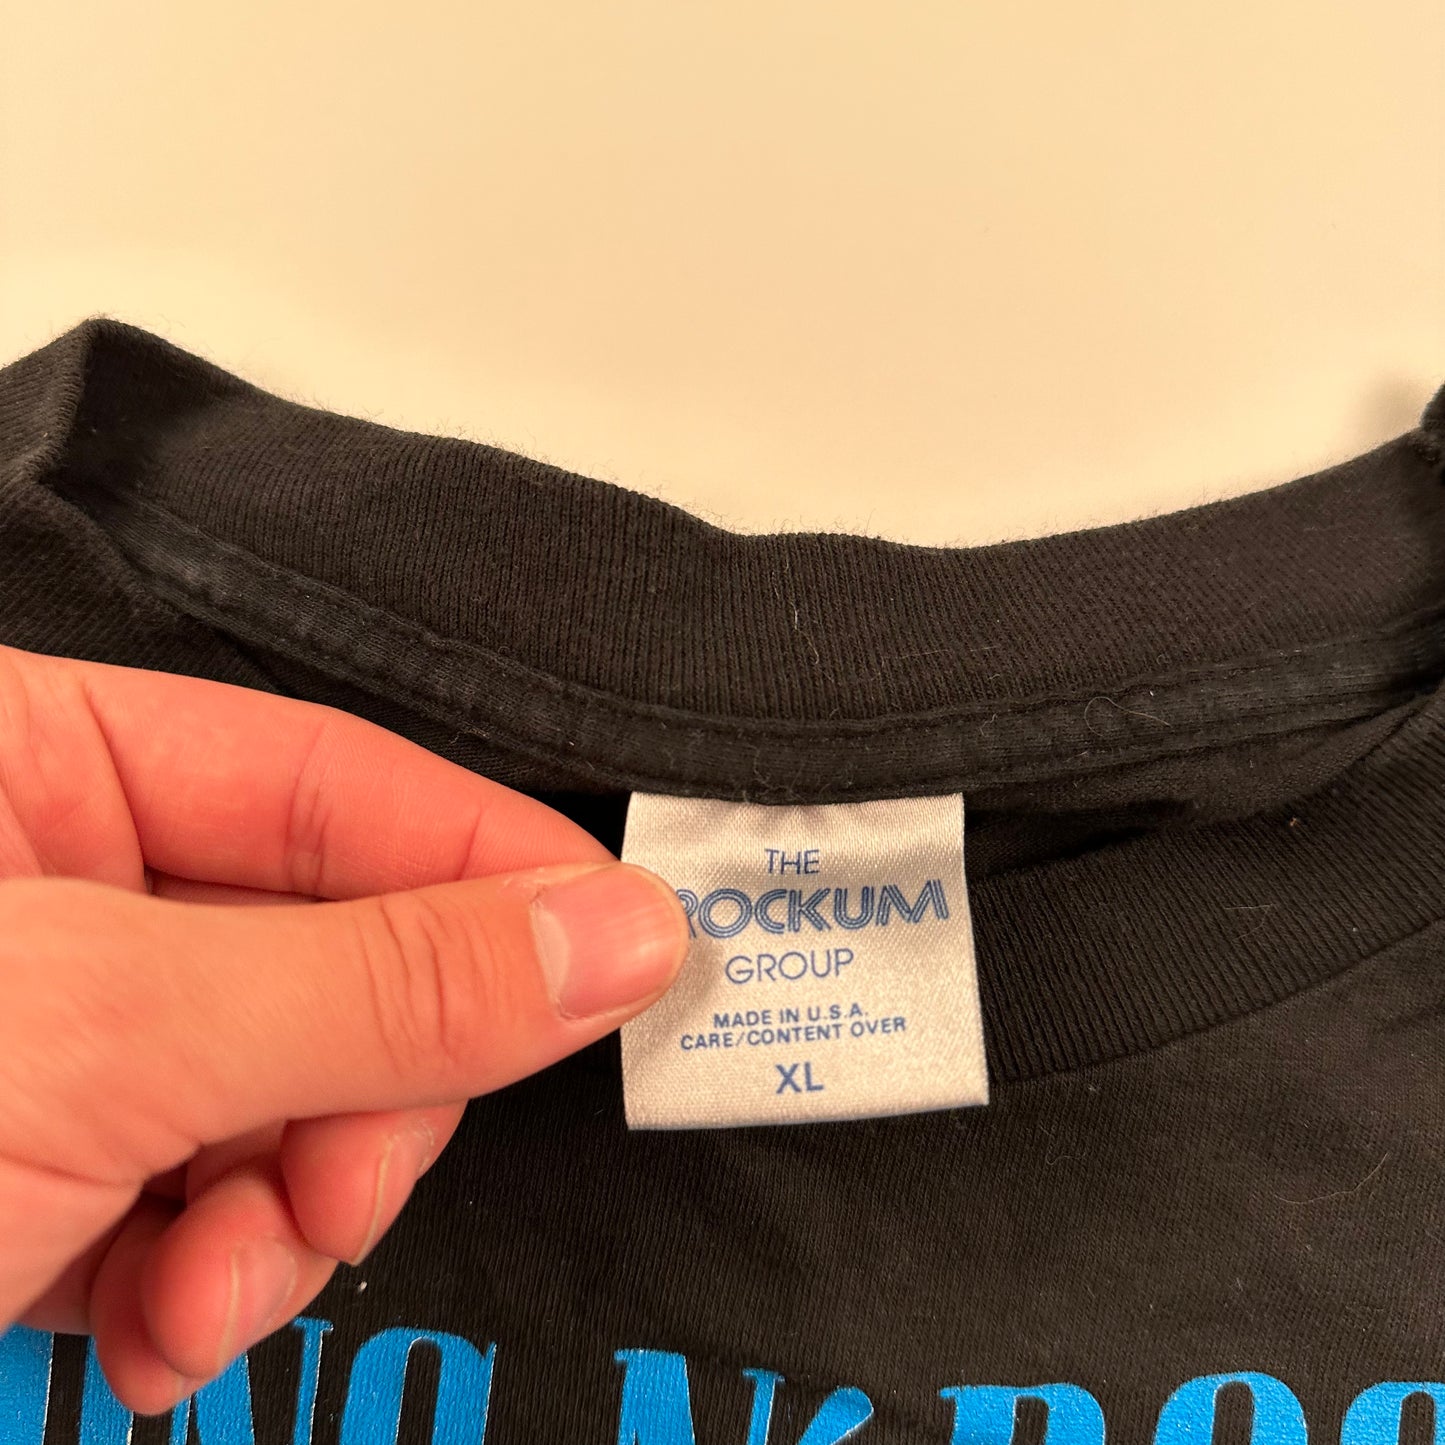 THE
ROCKUM
GROUP
MADE IN U.S.A.
CARE/CONTENT OVER
XL